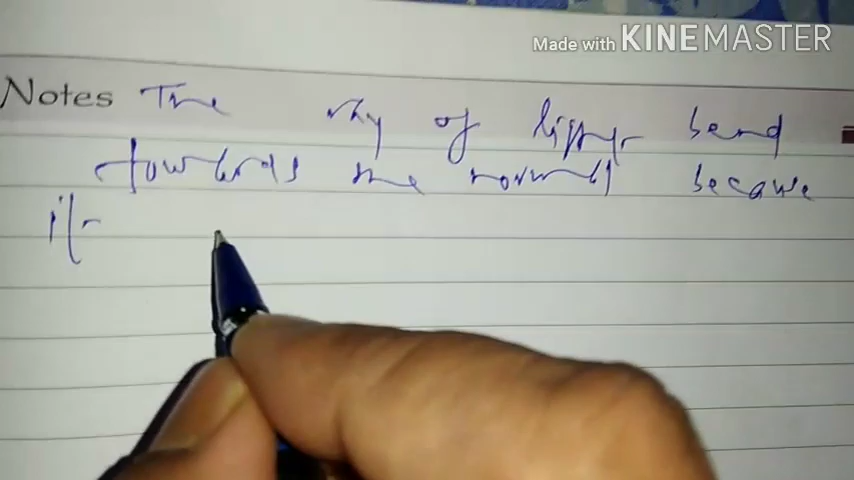 Made with KINEMASTER
Notes The ray of light bend
towards the normal because
it